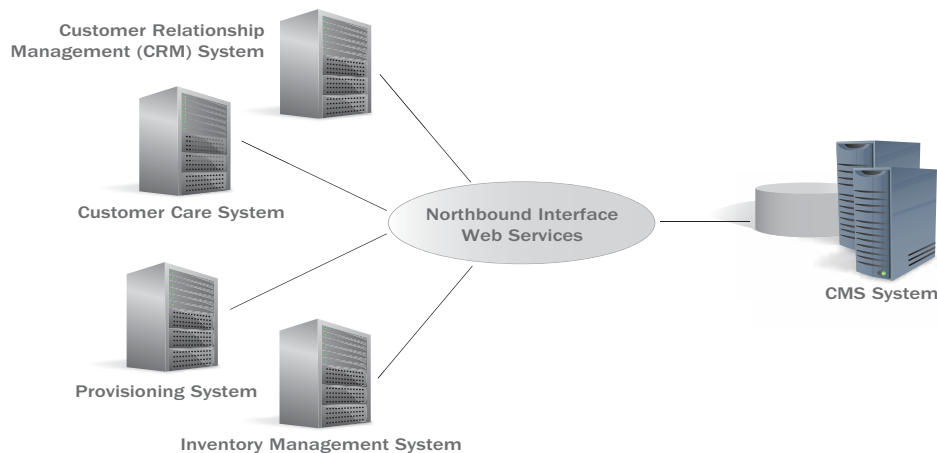 Customer Relationship
Management (CRM) System
Customer Care System
Northbound Interface
Web Services
CMS System
Provisioning System
Inventory Management System